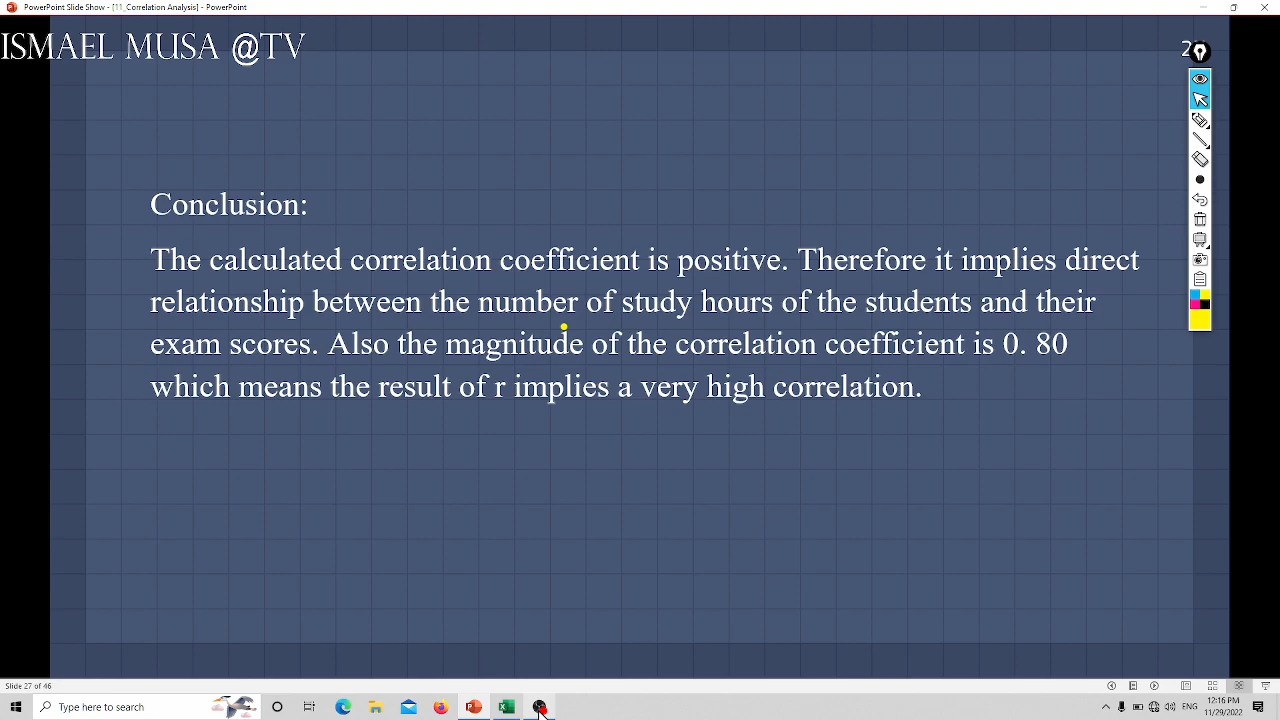 PowerPoint Slide Show - [11_Correlation Analysis] - PowerPoint
ISMAEL MUSA @TV
2
Conclusion:
The calculated correlation coefficient is positive. Therefore it implies direct
relationship between the number of study hours of the students and their
exam scores. Also the magnitude of the correlation coefficient is 0. 80
which means the result of r implies a very high correlation.
Slide 27 of 46
Type here to search
ENG
12:16 PM
11/29/2022